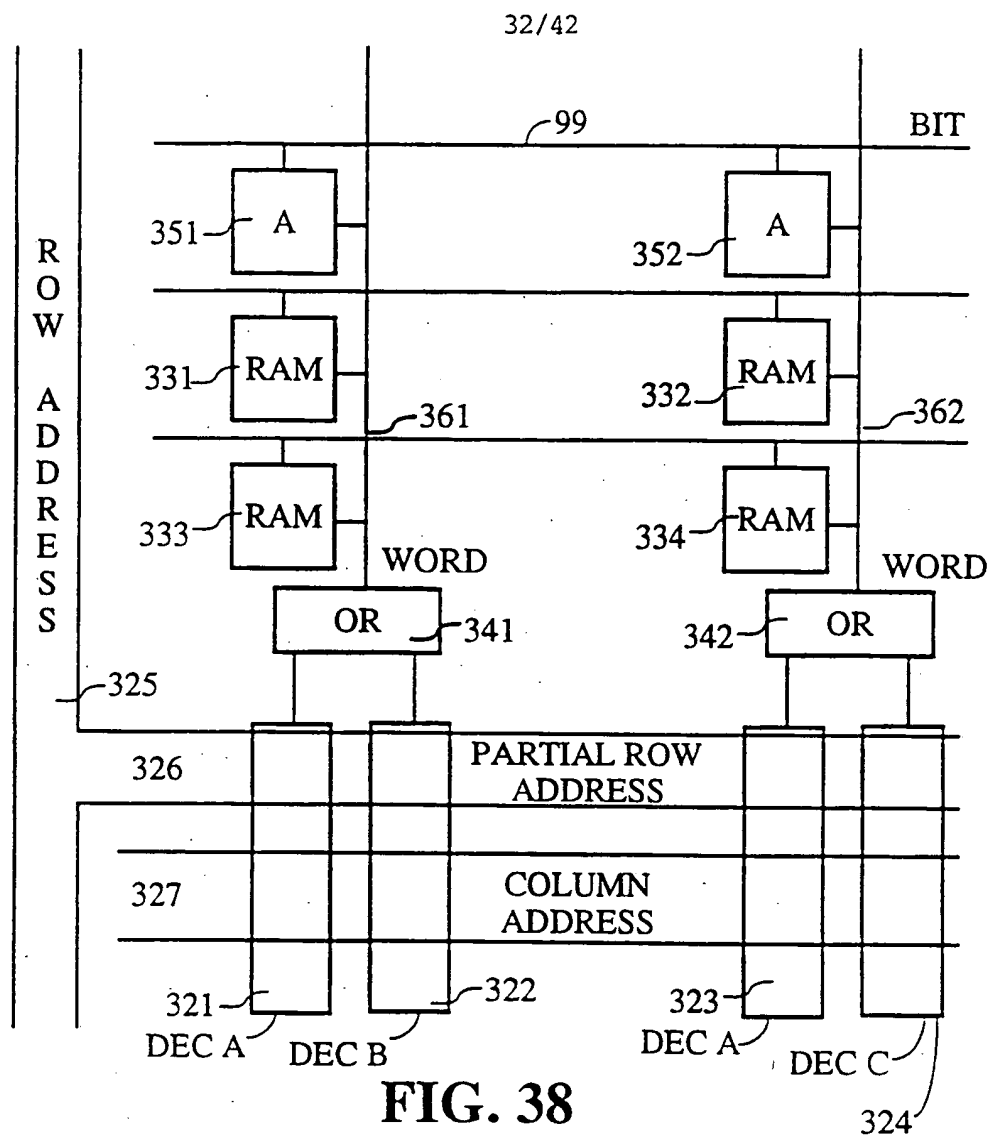 32/42
99
BIT
351
A
352
A
ROW ADDRESS
331
RAM
332
RAM
361
362
333
RAM
334
RAM
WORD
WORD
OR
341
342
OR
325
326
PARTIAL ROW
ADDRESS
327
COLUMN
ADDRESS
321
322
323
DEC A
DEC B
DEC A
DEC C
FIG. 38
324